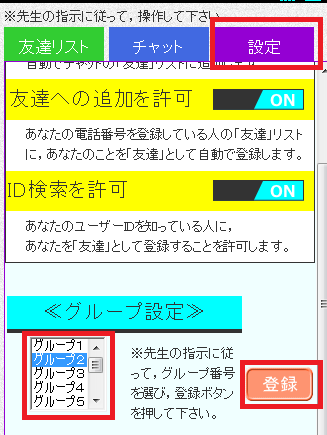 ※先生の指示に従って，操作して下さい
友達リスト チャット 設定
友達への追加を許可 ON
あなたの電話番号を登録している人の「友達」リスト
に，あなたのことを「友達」として自動で登録します。
ID検索を許可 ON
あなたのユーザーIDを知っている人に，
あなたを「友達」として登録することを許可します。
≪グループ設定≫
グループ1
グループ2
グループ3
グループ4
グループ5
※先生の指示に従
って，グループ番号
を選び，登録ボタン
を押して下さい。
登録